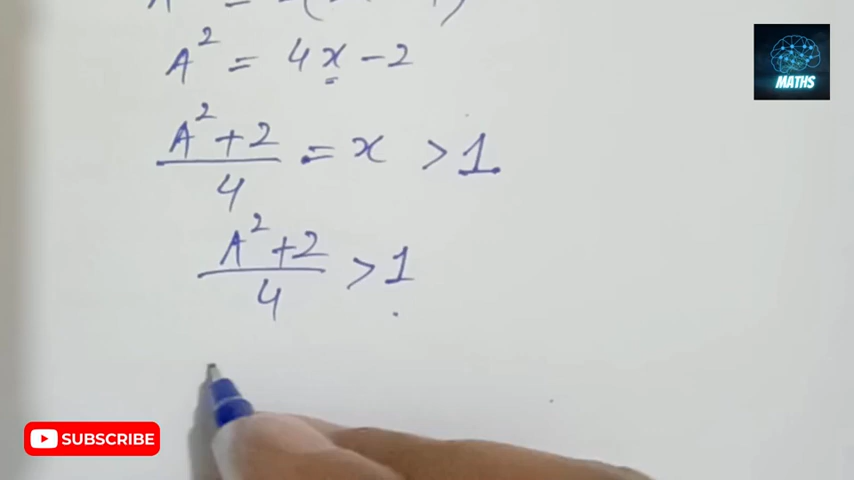 A² = 4x - 2
A² + 2 / 4 = x > 1
A² + 2 / 4 > 1
MATHS
SUBSCRIBE